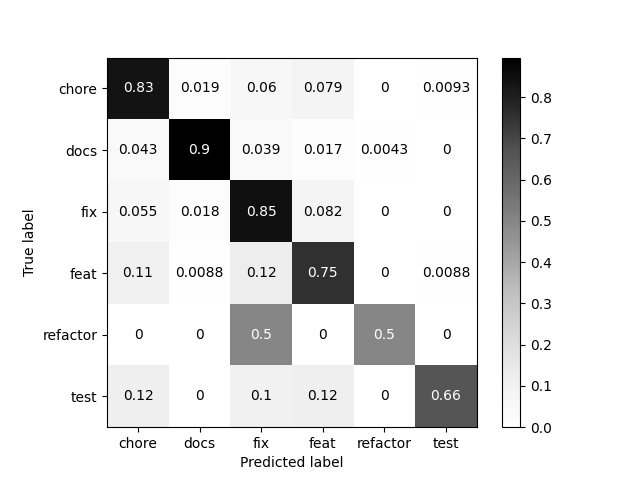 chore 0.83 0.019 0.06 0.079 0 0.0093
docs 0.043 0.9 0.039 0.017 0.0043 0
fix 0.055 0.018 0.85 0.082 0 0
feat 0.11 0.0088 0.12 0.75 0 0.0088
refactor 0 0 0.5 0 0.5 0
test 0.12 0 0.1 0.12 0 0.66
chore docs fix feat refactor test
Predicted label
True label
0.8
0.7
0.6
0.5
0.4
0.3
0.2
0.1
0.0